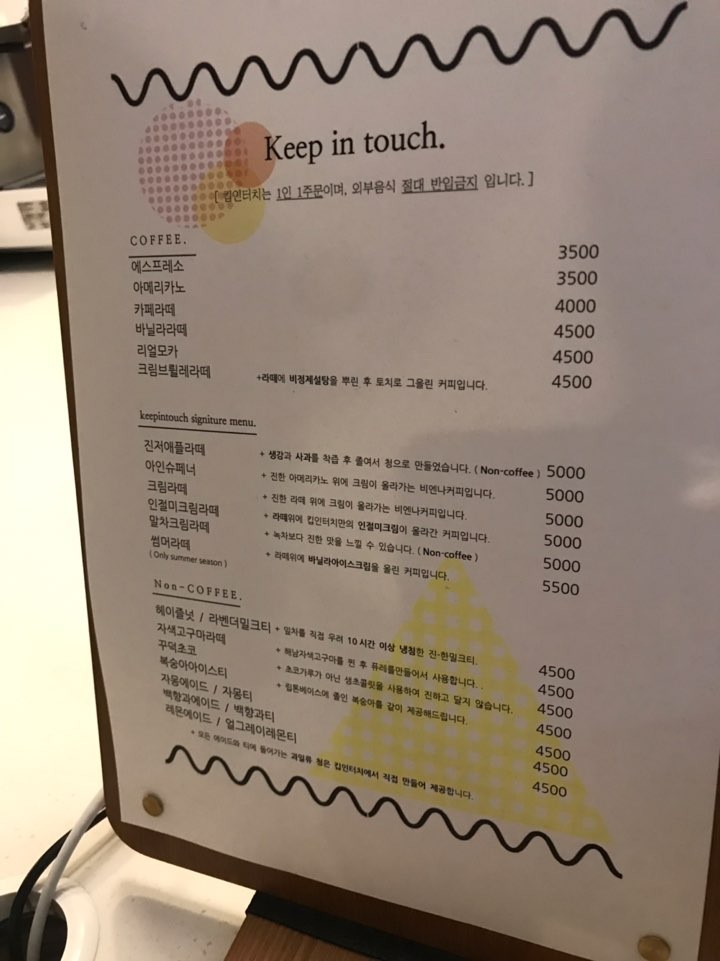 Keep in touch.
[ 킵인터치는 1인 1주문이며, 외부음식 절대 반입금지 입니다. ]
COFFEE.
에스프레소 3500
아메리카노 3500
카페라떼 4000
바닐라라떼 4500
리얼모카 4500
크림브륄레라떼 +라떼에 비정제설탕을 뿌린 후 토치로 그을린 커피입니다. 4500
keepintouch signiture menu.
진저애플라떼 + 생강과 사과를 착즙 후 졸여서 청으로 만들었습니다. ( Non-coffee ) 5000
아인슈페너 + 진한 아메리카노 위에 크림이 올라가는 비엔나커피입니다. 5000
크림라떼 + 진한 라떼 위에 크림이 올라가는 비엔나커피입니다. 5000
인절미크림라떼 + 라떼위에 킵인터치만의 인절미크림이 올라간 커피입니다. 5000
말차크림라떼 + 녹차보다 진한 맛을 느낄 수 있습니다. ( Non-coffee ) 5000
썸머라떼 + 라떼위에 바닐라아이스크림을 올린 커피입니다. 5500
( Only summer season )
Non-COFFEE.
헤이즐넛 / 라벤더밀크티 + 잎차를 직접 우려 10시간 이상 냉침한 진-한밀크티. 4500
자색고구마라떼 + 해남자색고구마를 찐 후 퓨레를만들어서 사용합니다. . 4500
꾸덕초코 + 초코가루가 아닌 생초콜릿을 사용하여 진하고 달지 않습니다. 4500
복숭아아이스티 + 립톤베이스에 졸인 복숭아를 같이 제공해드립니다. 4500
자몽에이드 / 자몽티 4500
백향과에이드 / 백향과티 4500
레몬에이드 / 얼그레이레몬티 4500
+ 모든 에이드와 티에 들어가는 과일류 청은 킵인터치에서 직접 만들어 제공합니다.